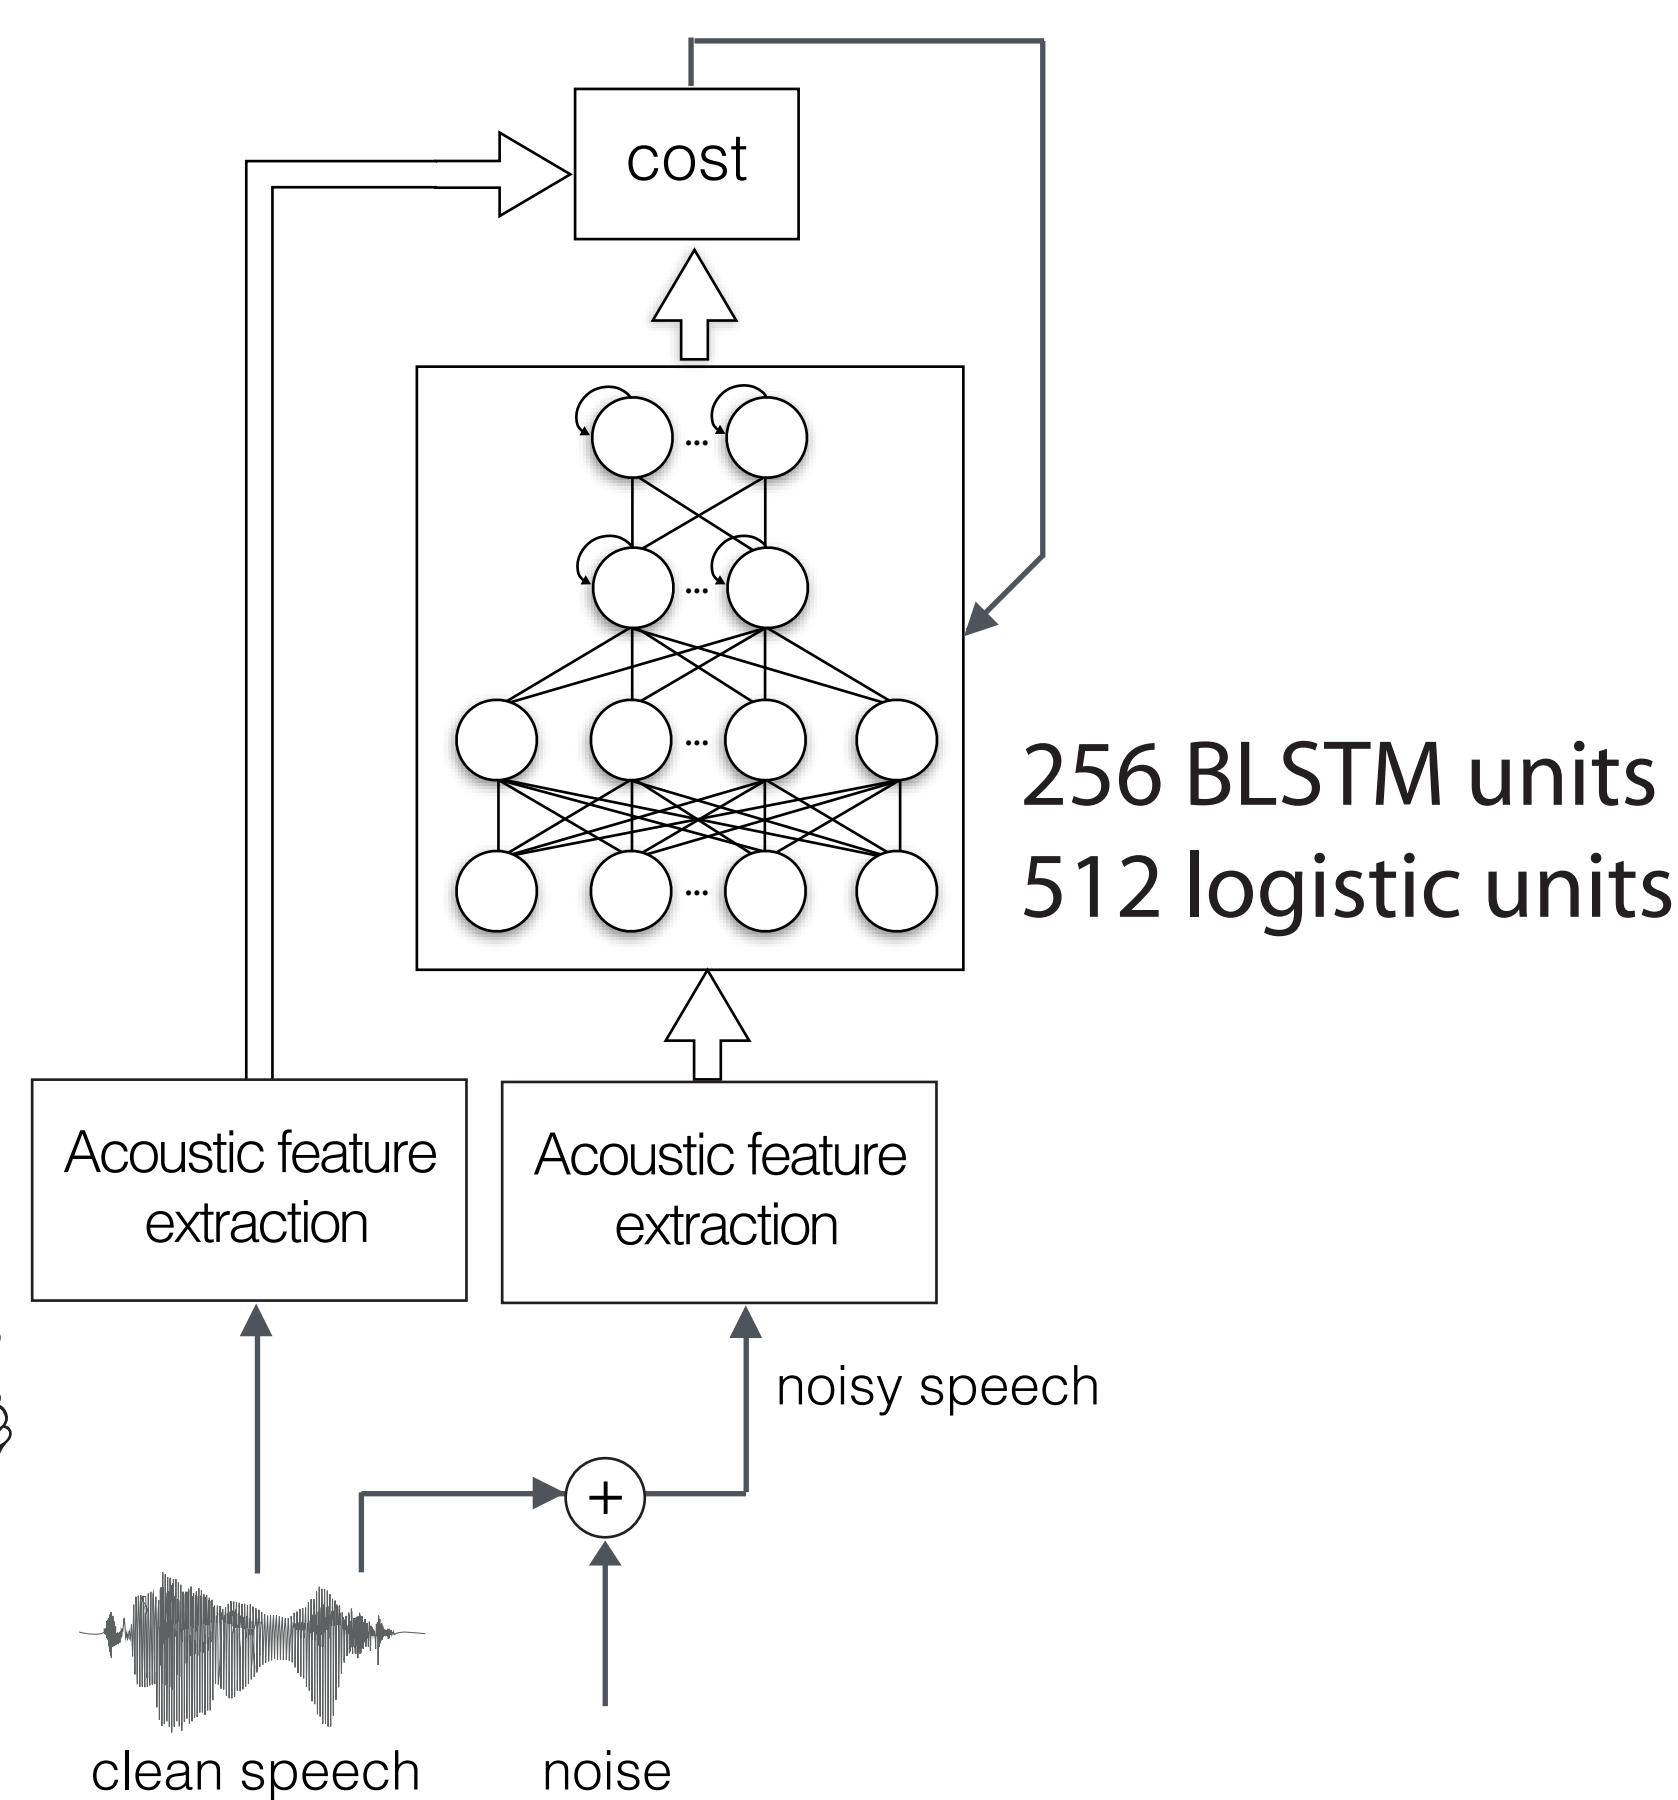 cost
256 BLSTM units
512 logistic units
Acoustic feature
extraction
Acoustic feature
extraction
noisy speech
+
clean speech
noise